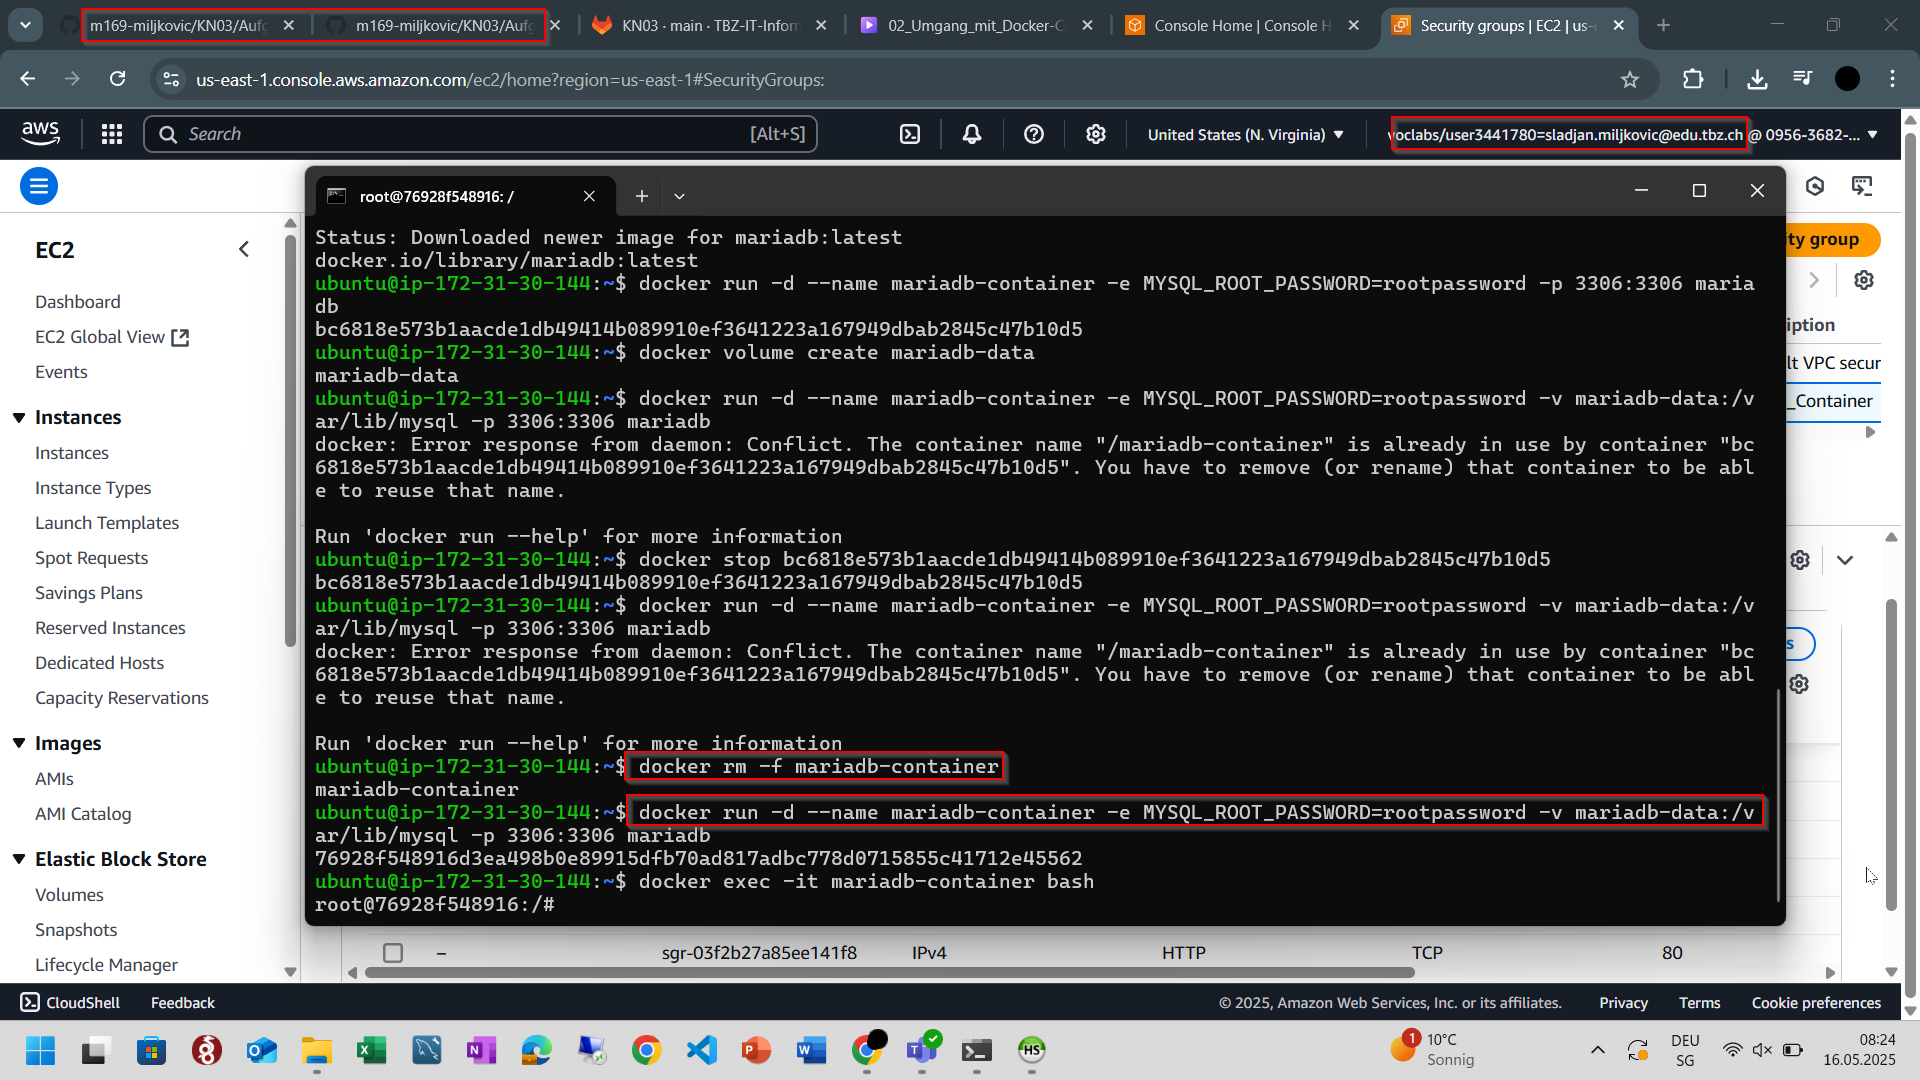 m169-miljkovic/KN03/Aufg
m169-miljkovic/KN03/Aufg
KN03 · main · TBZ-IT-Inform
02_Umgang_mit_Docker-C
Console Home | Console H
Security groups | EC2 | us-e
us-east-1.console.aws.amazon.com/ec2/home?region=us-east-1#SecurityGroups:
aws
Search
[Alt+S]
United States (N. Virginia)
voclabs/user3441780=sladjan.miljkovic@edu.tbz.ch @ 0956-3682-...
root@76928f548916: /
EC2
Dashboard
EC2 Global View
Events
Instances
Instances
Instance Types
Launch Templates
Spot Requests
Savings Plans
Reserved Instances
Dedicated Hosts
Capacity Reservations
Images
AMIs
AMI Catalog
Elastic Block Store
Volumes
Snapshots
Lifecycle Manager
Status: Downloaded newer image for mariadb:latest
docker.io/library/mariadb:latest
ubuntu@ip-172-31-30-144:~$ docker run -d --name mariadb-container -e MYSQL_ROOT_PASSWORD=rootpassword -p 3306:3306 maria
db
bc6818e573b1aacde1db49414b089910ef3641223a167949dbab2845c47b10d5
ubuntu@ip-172-31-30-144:~$ docker volume create mariadb-data
mariadb-data
ubuntu@ip-172-31-30-144:~$ docker run -d --name mariadb-container -e MYSQL_ROOT_PASSWORD=rootpassword -v mariadb-data:/v
ar/lib/mysql -p 3306:3306 mariadb
docker: Error response from daemon: Conflict. The container name "/mariadb-container" is already in use by container "bc
6818e573b1aacde1db49414b089910ef3641223a167949dbab2845c47b10d5". You have to remove (or rename) that container to be abl
e to reuse that name.
Run 'docker run --help' for more information
ubuntu@ip-172-31-30-144:~$ docker stop bc6818e573b1aacde1db49414b089910ef3641223a167949dbab2845c47b10d5
bc6818e573b1aacde1db49414b089910ef3641223a167949dbab2845c47b10d5
ubuntu@ip-172-31-30-144:~$ docker run -d --name mariadb-container -e MYSQL_ROOT_PASSWORD=rootpassword -v mariadb-data:/v
ar/lib/mysql -p 3306:3306 mariadb
docker: Error response from daemon: Conflict. The container name "/mariadb-container" is already in use by container "bc
6818e573b1aacde1db49414b089910ef3641223a167949dbab2845c47b10d5". You have to remove (or rename) that container to be abl
e to reuse that name.
Run 'docker run --help' for more information
ubuntu@ip-172-31-30-144:~$ docker rm -f mariadb-container
mariadb-container
ubuntu@ip-172-31-30-144:~$ docker run -d --name mariadb-container -e MYSQL_ROOT_PASSWORD=rootpassword -v mariadb-data:/v
ar/lib/mysql -p 3306:3306 mariadb
76928f548916d3ea498b0e89915dfb70ad817adbc778d0715855c41712e45562
ubuntu@ip-172-31-30-144:~$ docker exec -it mariadb-container bash
root@76928f548916:/#
ity group
iption
lt VPC secur
_Container
s
– sgr-03f2b27a85ee141f8 IPv4 HTTP TCP 80
CloudShell
Feedback
© 2025, Amazon Web Services, Inc. or its affiliates.
Privacy
Terms
Cookie preferences
1
10°C
Sonnig
DEU
SG
08:24
16.05.2025